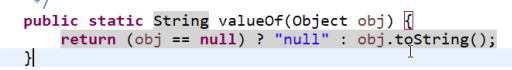 */
public static String valueOf(Object obj) {
return (obj == null) ? "null" : obj.toString();
}